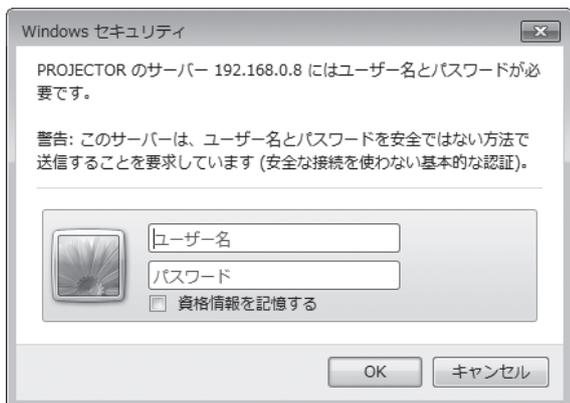 Windows セキュリティ
PROJECTOR のサーバー 192.168.0.8 にはユーザー名とパスワードが必
要です。
警告: このサーバーは、ユーザー名とパスワードを安全ではない方法で
送信することを要求しています (安全な接続を使わない基本的な認証)。
ユーザー名
パスワード
資格情報を記憶する
OK
キャンセル